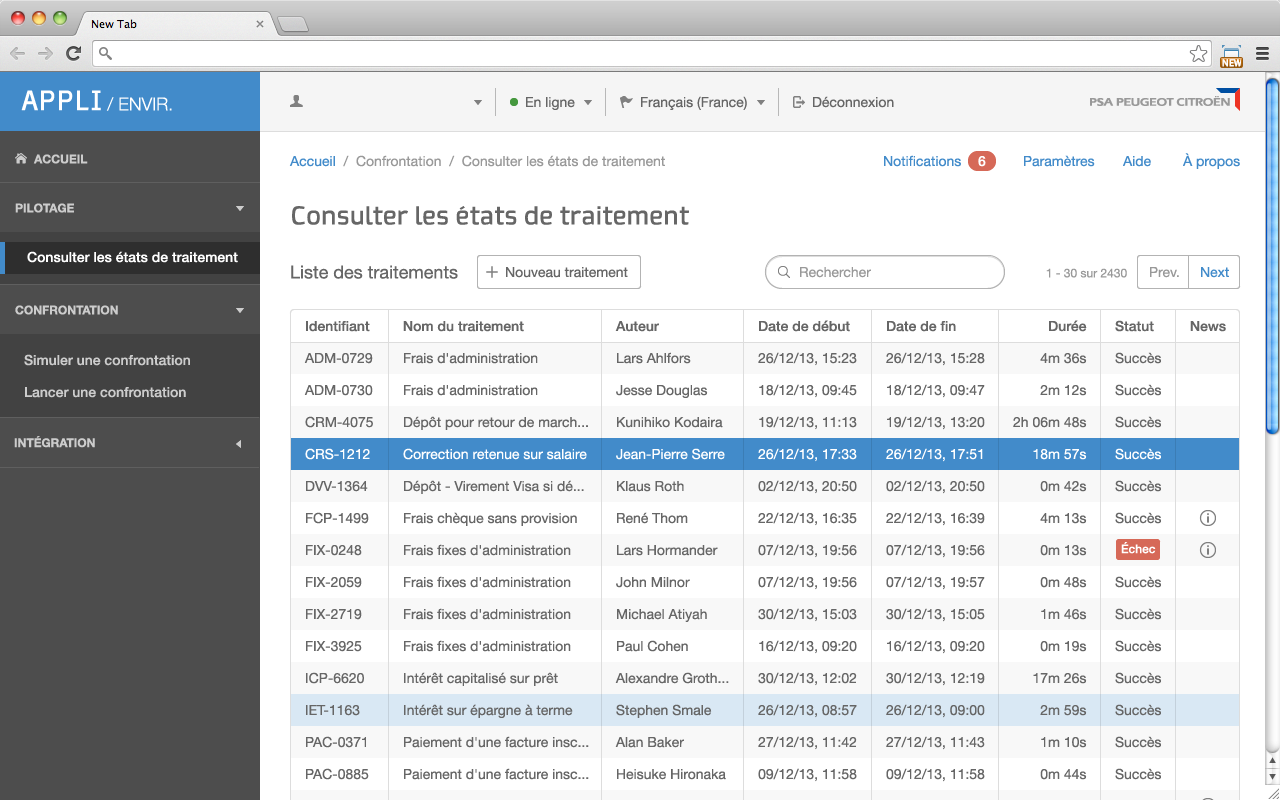 New Tab
NEW
APPLI / ENVIR.
En ligne
Français (France)
Déconnexion
PSA PEUGEOT CITROËN
ACCUEIL
PILOTAGE
Consulter les états de traitement
CONFRONTATION
Simuler une confrontation
Lancer une confrontation
INTÉGRATION
Accueil / Confrontation / Consulter les états de traitement
Notifications 6 Paramètres Aide À propos
Consulter les états de traitement
Liste des traitements
Nouveau traitement
Rechercher
1 - 30 sur 2430
Prev. Next
Identifiant Nom du traitement Auteur Date de début Date de fin Durée Statut News
ADM-0729 Frais d'administration Lars Ahlfors 26/12/13, 15:23 26/12/13, 15:28 4m 36s Succès
ADM-0730 Frais d'administration Jesse Douglas 18/12/13, 09:45 18/12/13, 09:47 2m 12s Succès
CRM-4075 Dépôt pour retour de march... Kunihiko Kodaira 19/12/13, 11:13 19/12/13, 13:20 2h 06m 48s Succès
CRS-1212 Correction retenue sur salaire Jean-Pierre Serre 26/12/13, 17:33 26/12/13, 17:51 18m 57s Succès
DVV-1364 Dépôt - Virement Visa si dé... Klaus Roth 02/12/13, 20:50 02/12/13, 20:50 0m 42s Succès
FCP-1499 Frais chèque sans provision René Thom 22/12/13, 16:35 22/12/13, 16:39 4m 13s Succès
FIX-0248 Frais fixes d'administration Lars Hormander 07/12/13, 19:56 07/12/13, 19:56 0m 13s Échec
FIX-2059 Frais fixes d'administration John Milnor 07/12/13, 19:56 07/12/13, 19:57 0m 48s Succès
FIX-2719 Frais fixes d'administration Michael Atiyah 30/12/13, 15:03 30/12/13, 15:05 1m 46s Succès
FIX-3925 Frais fixes d'administration Paul Cohen 16/12/13, 09:20 16/12/13, 09:20 0m 19s Succès
ICP-6620 Intérêt capitalisé sur prêt Alexandre Groth... 30/12/13, 12:02 30/12/13, 12:19 17m 26s Succès
IET-1163 Intérêt sur épargne à terme Stephen Smale 26/12/13, 08:57 26/12/13, 09:00 2m 59s Succès
PAC-0371 Paiement d'une facture insc... Alan Baker 27/12/13, 11:42 27/12/13, 11:43 1m 10s Succès
PAC-0885 Paiement d'une facture insc... Heisuke Hironaka 09/12/13, 11:58 09/12/13, 11:58 0m 44s Succès